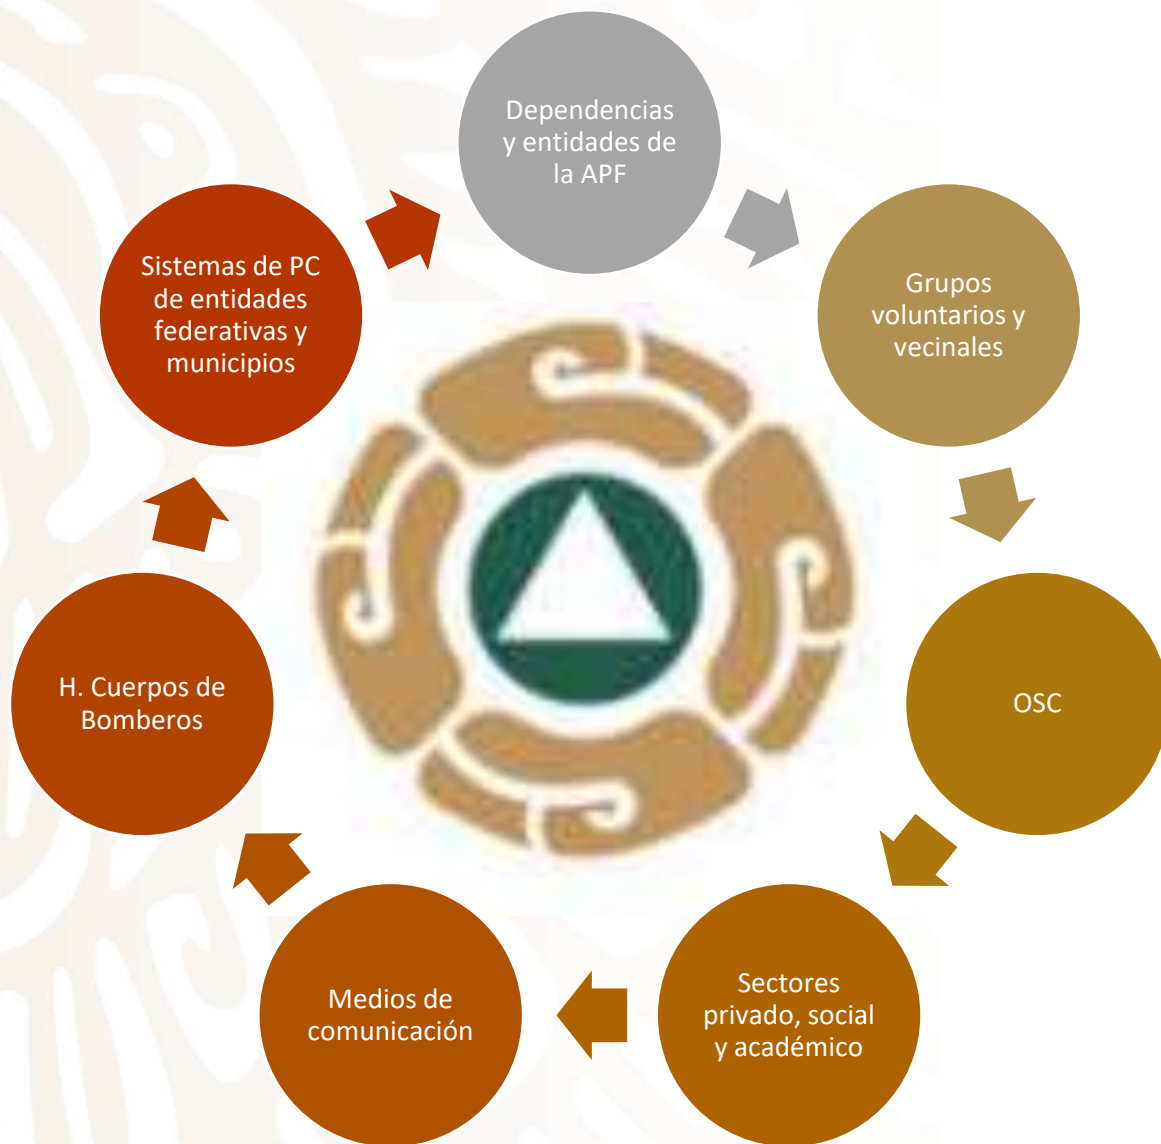 Dependencias
y entidades de
la APF
Grupos
voluntarios y
vecinales
OSC
Sectores
privado, social
y académico
Medios de
comunicación
H. Cuerpos de
Bomberos
Sistemas de PC
de entidades
federativas y
municipios